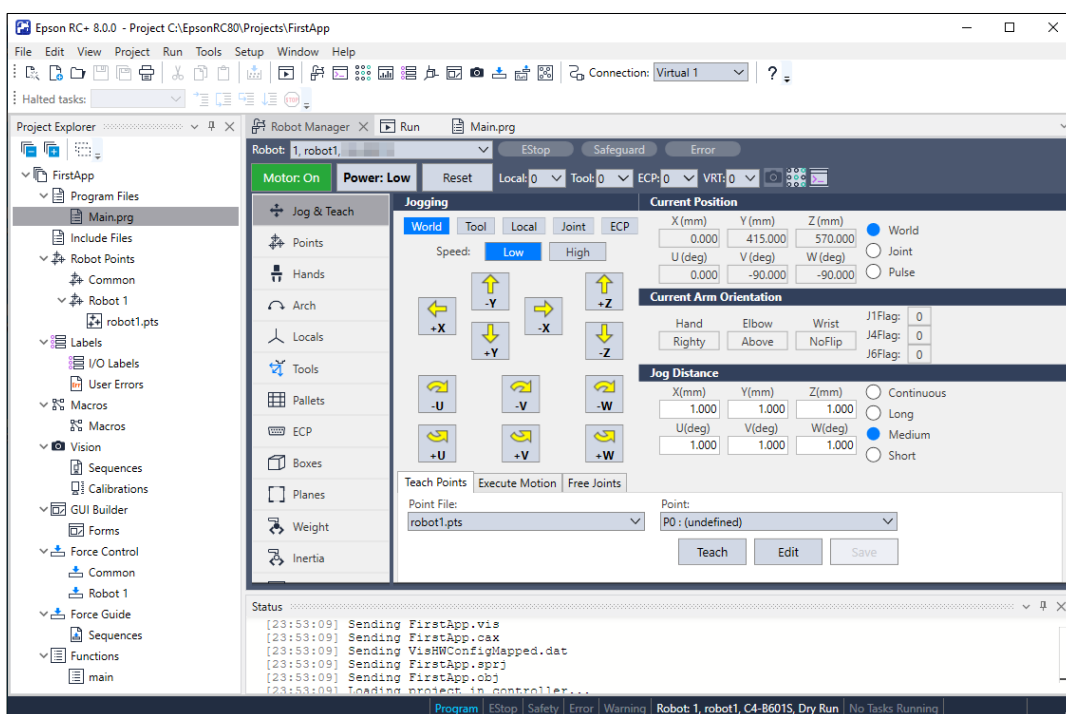 Epson RC+ 8.0.0 - Project C:\EpsonRC80\Projects\FirstApp
File Edit View Project Run Tools Setup Window Help
Connection: Virtual 1 ?
Halted tasks: STOP
Project Explorer
FirstApp
Program Files
Main.prg
Include Files
Robot Points
Common
Robot 1
robot1.pts
Labels
I/O Labels
User Errors
Macros
Macros
Vision
Sequences
Calibrations
GUI Builder
Forms
Force Control
Common
Robot 1
Force Guide
Sequences
Functions
main
Robot Manager Run Main.prg
Robot: 1, robot1, EStop Safeguard Error
Motor: On Power: Low Reset Local: 0 Tool: 0 ECP: 0 VRT: 0
Jog & Teach
Points
Hands
Arch
Locals
Tools
Pallets
ECP
Boxes
Planes
Weight
Inertia
Jogging
World Tool Local Joint ECP
Speed: Low High
-Y +Z
+X -X
+Y -Z
-U -V -W
+U +V +W
Current Position
X (mm) Y (mm) Z (mm)
0.000 415.000 570.000
U (deg) V (deg) W (deg)
0.000 -90.000 -90.000
World
Joint
Pulse
Current Arm Orientation
Hand Elbow Wrist
Righty Above NoFlip
J1Flag: 0
J4Flag: 0
J6Flag: 0
Jog Distance
X(mm) Y(mm) Z(mm)
1.000 1.000 1.000
U(deg) V(deg) W(deg)
1.000 1.000 1.000
Continuous
Long
Medium
Short
Teach Points Execute Motion Free Joints
Point File: Point:
robot1.pts P0 : (undefined)
Teach Edit Save
Status
[23:53:09] Sending FirstApp.vis
[23:53:09] Sending FirstApp.cax
[23:53:09] Sending VisHWConfigMapped.dat
[23:53:09] Sending FirstApp.sprj
[23:53:09] Sending FirstApp.obj
[23:53:09] Loading project in controller...
Program EStop Safety Error Warning Robot: 1, robot1, C4-B601S, Dry Run No Tasks Running